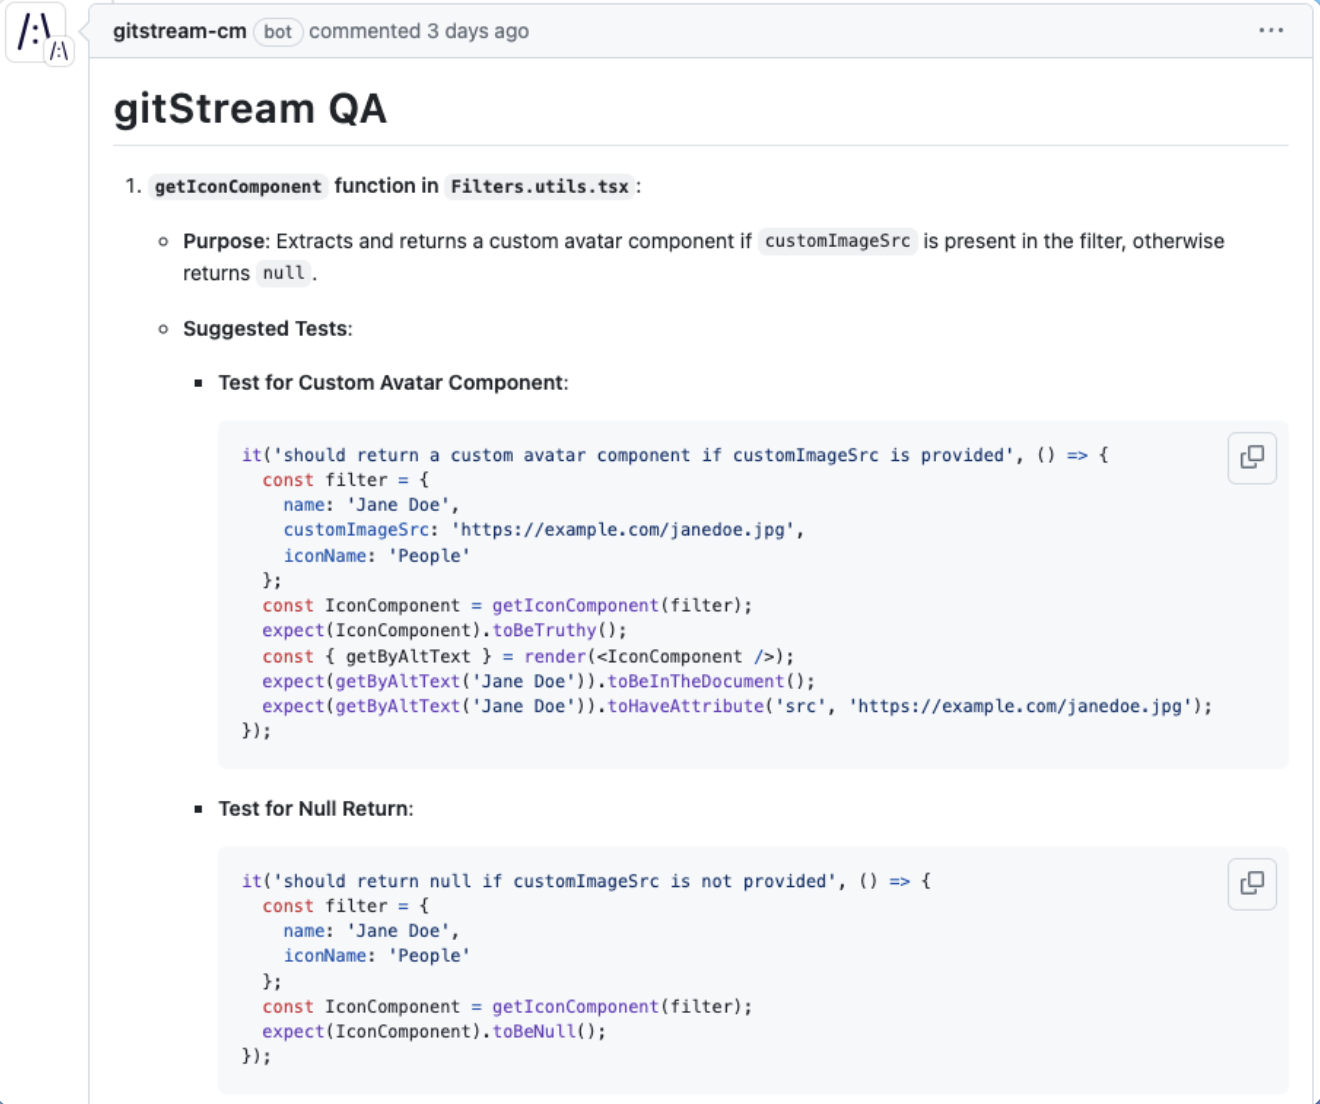 /:\
/:\
gitstream-cm bot commented 3 days ago
gitStream QA
1. getIconComponent function in Filters.utils.tsx:
Purpose: Extracts and returns a custom avatar component if customImageSrc is present in the filter, otherwise
returns null.
Suggested Tests:
Test for Custom Avatar Component:
it('should return a custom avatar component if customImageSrc is provided', () => {
  const filter = {
    name: 'Jane Doe',
    customImageSrc: 'https://example.com/janedoe.jpg',
    iconName: 'People'
  };
  const IconComponent = getIconComponent(filter);
  expect(IconComponent).toBeTruthy();
  const { getByAltText } = render(<IconComponent />);
  expect(getByAltText('Jane Doe')).toBeInTheDocument();
  expect(getByAltText('Jane Doe')).toHaveAttribute('src', 'https://example.com/janedoe.jpg');
});
Test for Null Return:
it('should return null if customImageSrc is not provided', () => {
  const filter = {
    name: 'Jane Doe',
    iconName: 'People'
  };
  const IconComponent = getIconComponent(filter);
  expect(IconComponent).toBeNull();
});